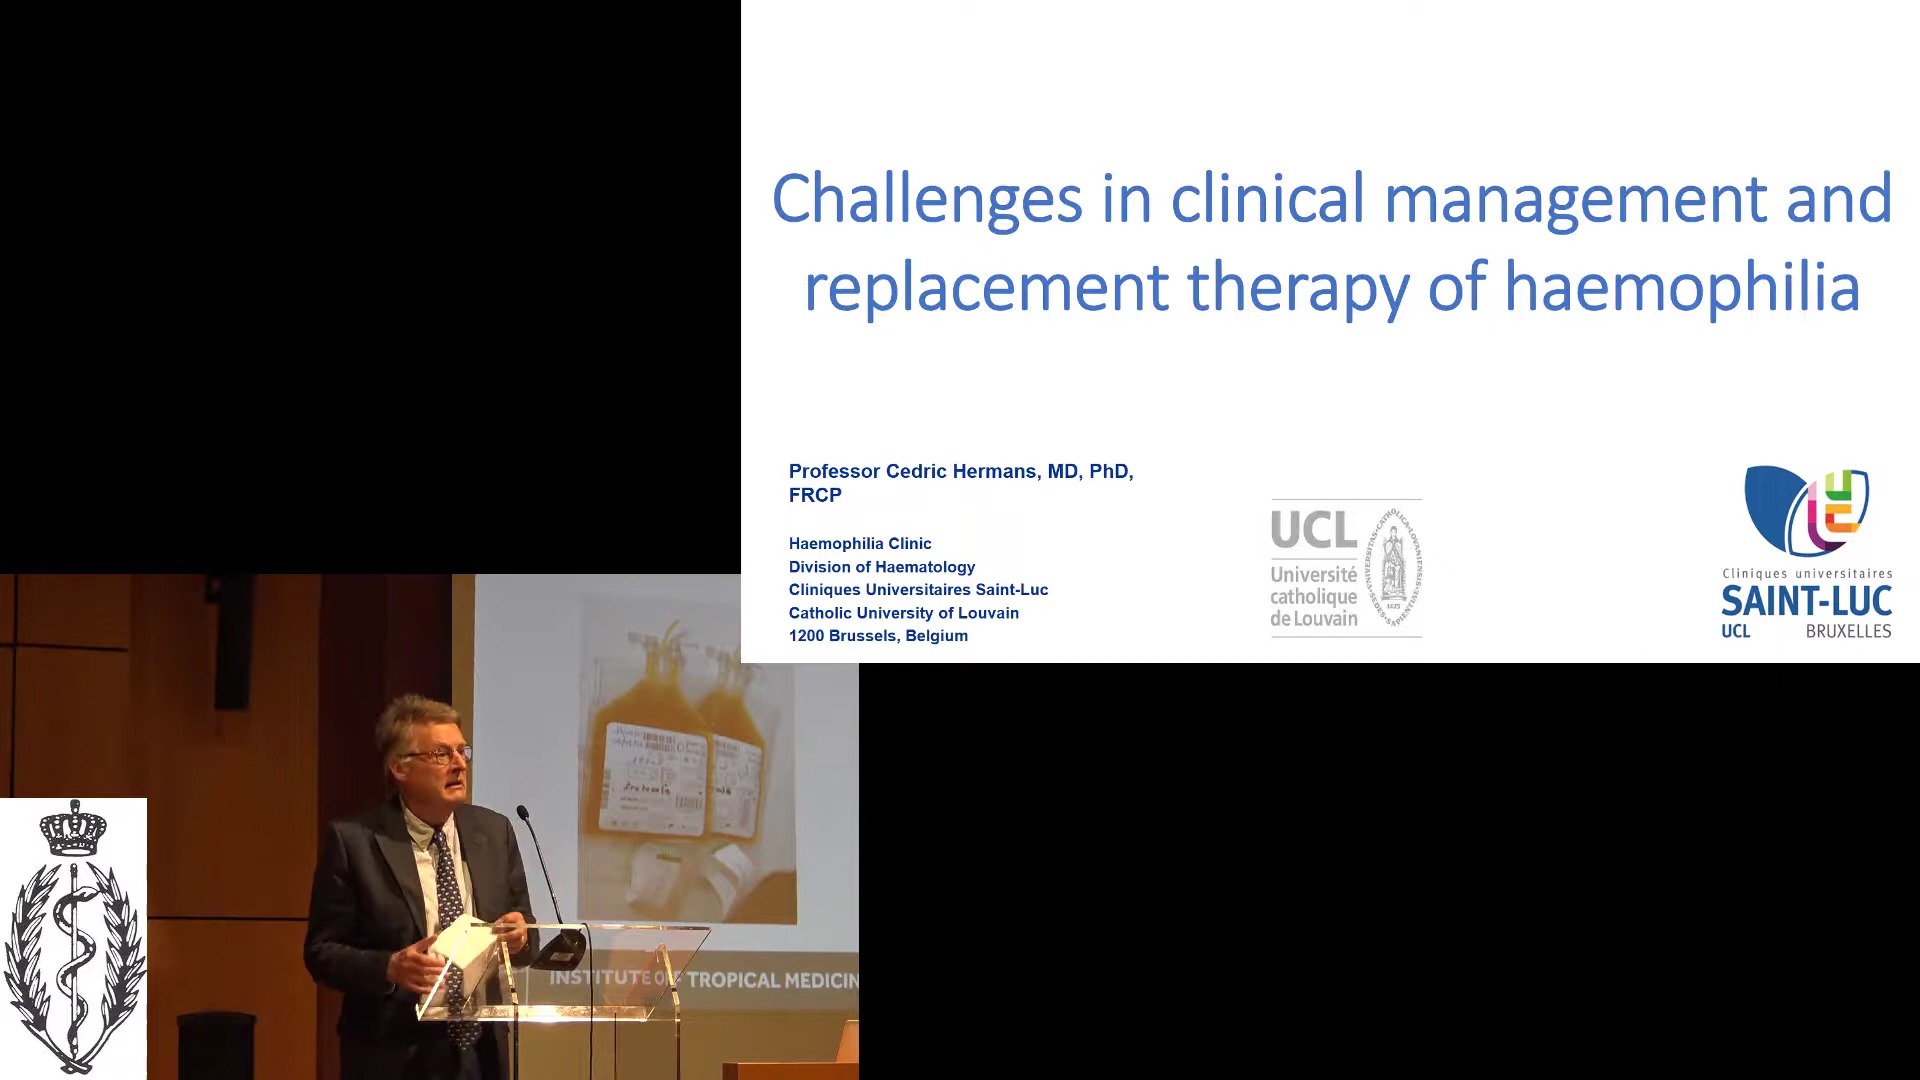 Challenges in clinical management and
replacement therapy of haemophilia
Professor Cedric Hermans, MD, PhD,
FRCP
Haemophilia Clinic
Division of Haematology
Cliniques Universitaires Saint-Luc
Catholic University of Louvain
1200 Brussels, Belgium
UCL
Université
catholique
de Louvain
Cliniques universitaires
SAINT-LUC
UCL BRUXELLES
INSTITUTE OF TROPICAL MEDICIN